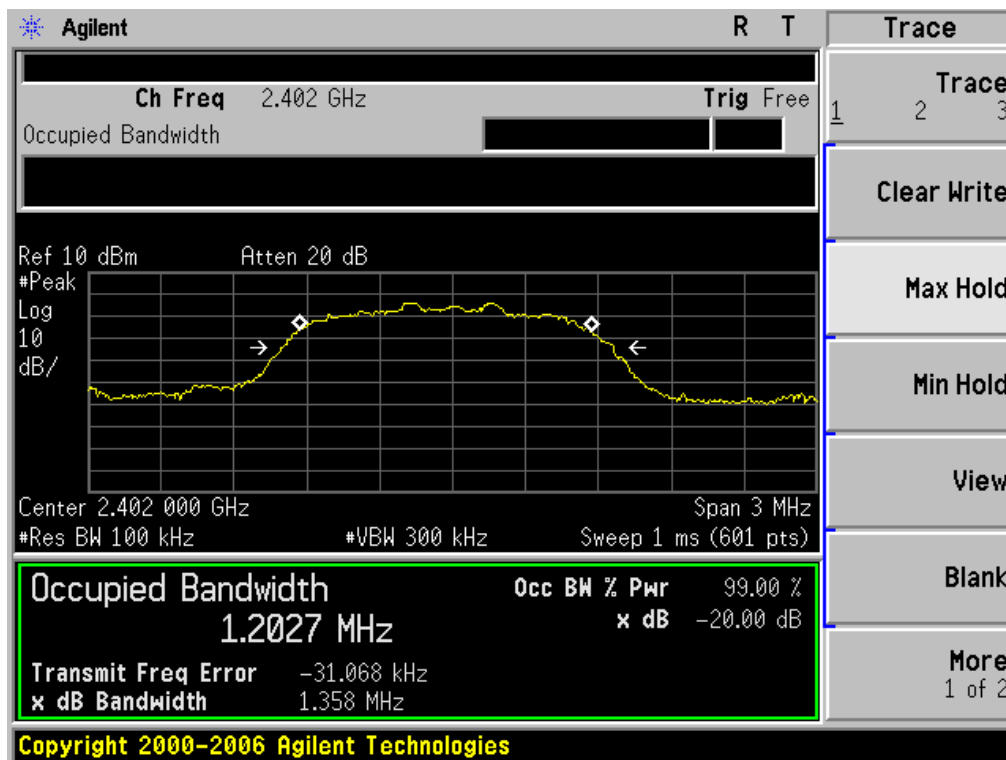 Agilent R T Trace
Ch Freq 2.402 GHz Trig Free
Occupied Bandwidth
Trace
1 2 3
Clear Write
Max Hold
Min Hold
View
Blank
More
1 of 2
Ref 10 dBm Atten 20 dB
#Peak
Log
10
dB/
Center 2.402 000 GHz Span 3 MHz
#Res BW 100 kHz #VBW 300 kHz Sweep 1 ms (601 pts)
Occupied Bandwidth Occ BW % Pwr 99.00 %
1.2027 MHz x dB -20.00 dB
Transmit Freq Error -31.068 kHz
x dB Bandwidth 1.358 MHz
Copyright 2000-2006 Agilent Technologies